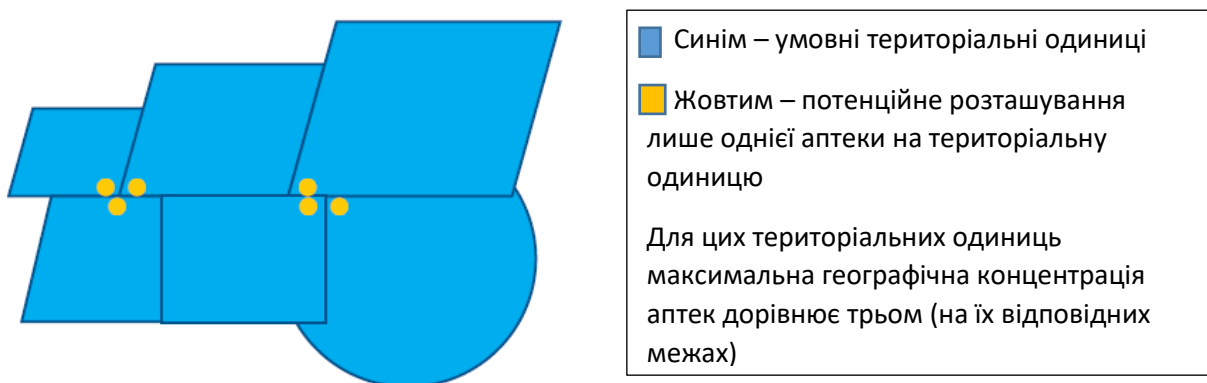 Синім – умовні територіальні одиниці
Жовтим – потенційне розташування
лише однієї аптеки на територіальну
одиницю
Для цих територіальних одиниць
максимальна географічна концентрація
аптек дорівнює трьом (на їх відповідних
межах)